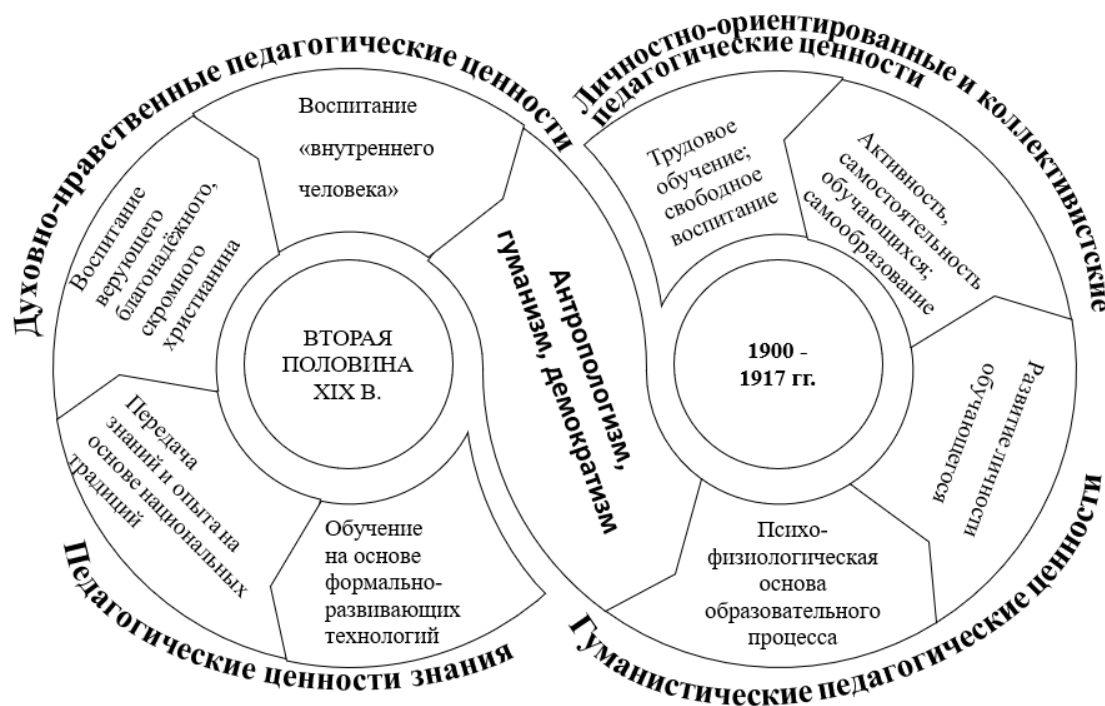 Духовно-нравственные педагогические ценности
Воспитание
«внутреннего
человека»
Воспитание
верующего
благонадёжного,
скромного
христианина
ВТОРАЯ
ПОЛОВИНА
XIX В.
Передача
знаний и опыта на
основе национальных
традиций
Обучение
на основе
формально-
развивающих
технологий
Педагогические ценности знания
Антропологизм,
гуманизм, демократизм
Личностно-ориентированные и коллективистские
педагогические ценности
Трудовое
обучение;
свободное
воспитание
Активность,
самостоятельность
обучающихся;
самообразование
1900 -
1917 гг.
Развитие личности
обучающегося
Психо-
физиологическая
основа
образовательного
процесса
Гуманистические педагогические ценности